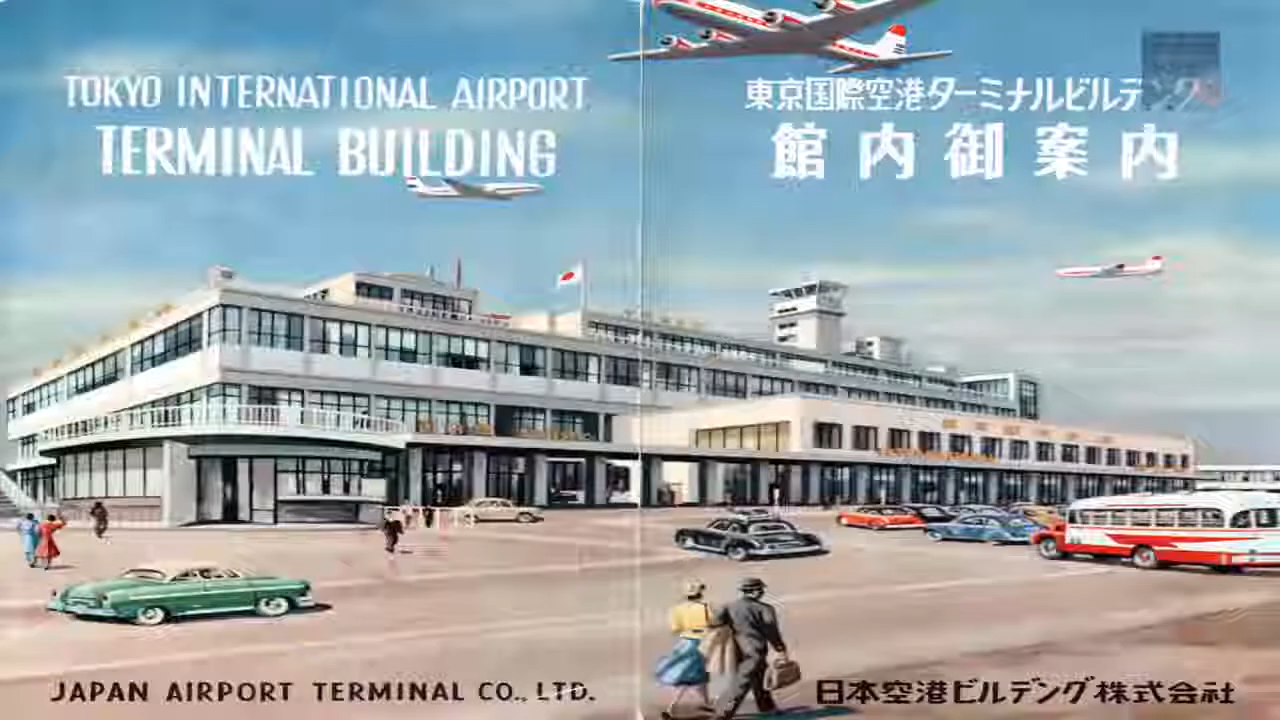 TOKYO INTERNATIONAL AIRPORT
TERMINAL BUILDING
JAPAN AIRPORT TERMINAL CO., LTD.
東京国際空港ターミナルビルデング
館内御案内
日本空港ビルデング株式会社